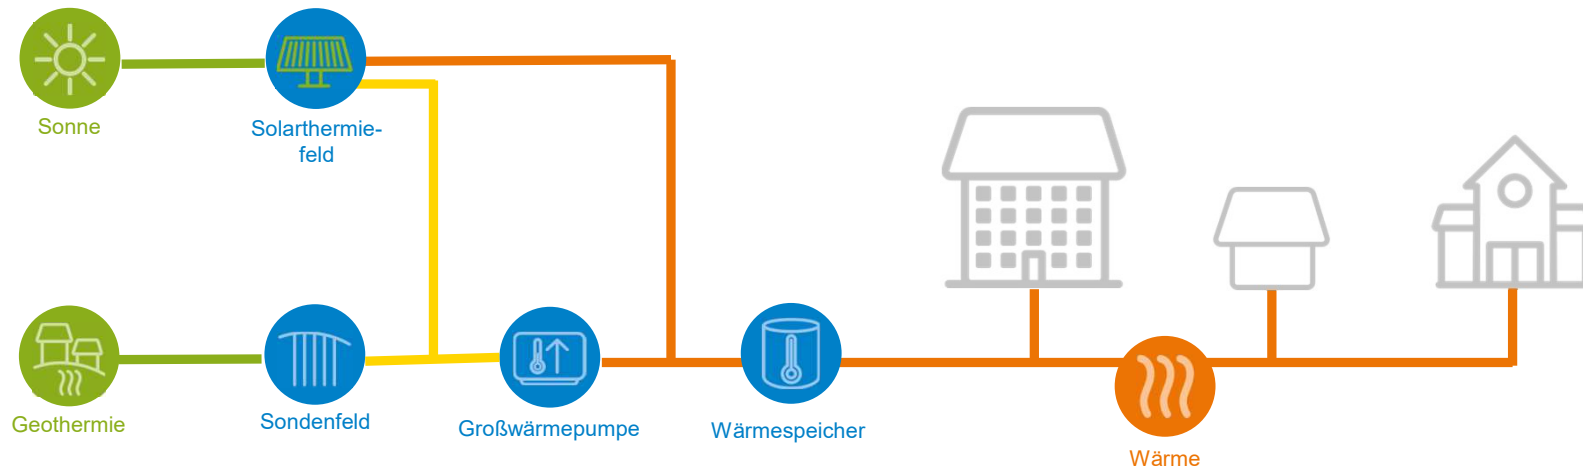 Sonne
Solarthermie-
feld
Geothermie
Sondenfeld
Großwärmepumpe
Wärmespeicher
Wärme